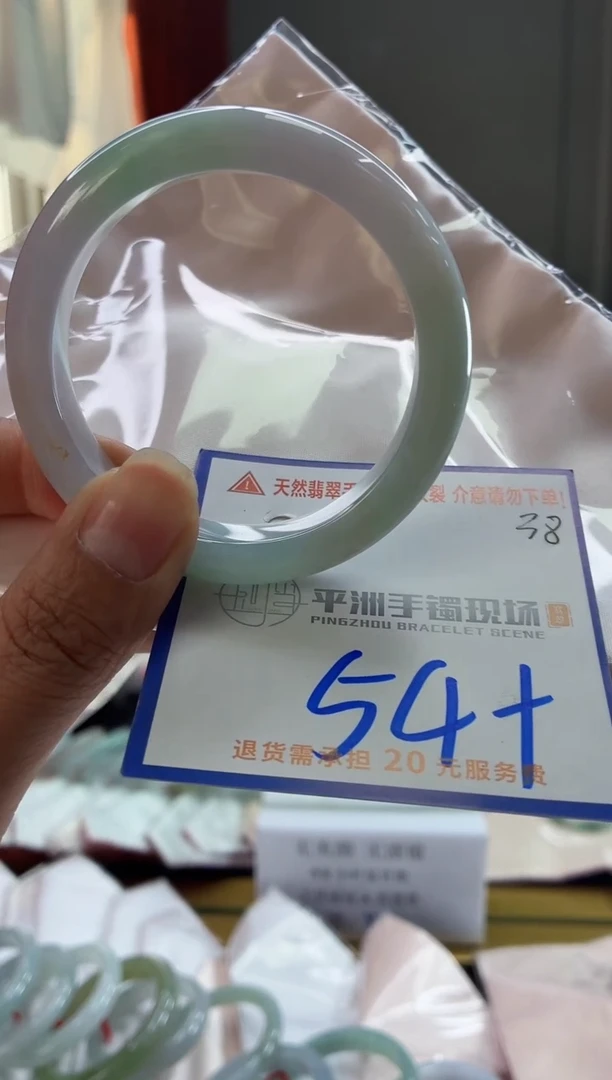 天然翡翠手 裂 介意请勿下单!
38
平洲手镯现场
PINGZHOU BRACELET SCENE
54+
退货需承担 20 元服务费